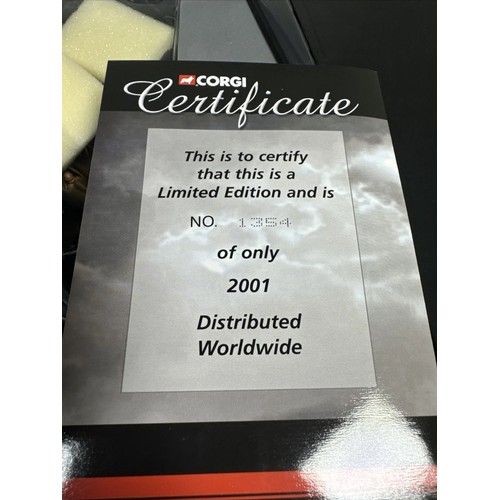 CORGI
Certificate
This is to certify
that this is a
Limited Edition and is
NO. 1354
of only
2001
Distributed
Worldwide